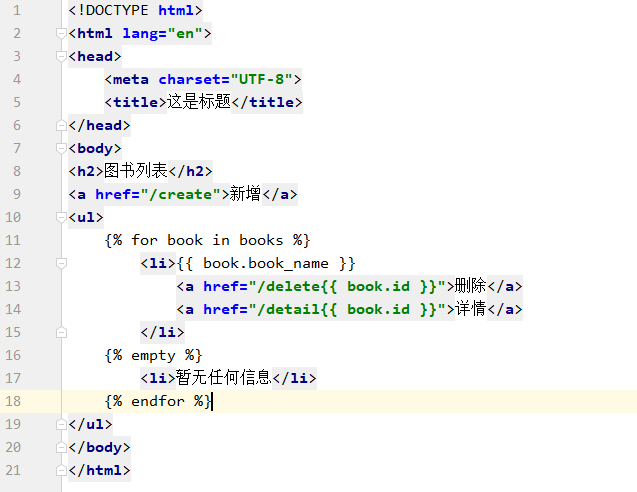 1 <!DOCTYPE html>
2 <html lang="en">
3 <head>
4 <meta charset="UTF-8">
5 <title>这是标题</title>
6 </head>
7 <body>
8 <h2>图书列表</h2>
9 <a href="/create">新增</a>
10 <ul>
11 {% for book in books %}
12 <li>{{ book.book_name }}
13 <a href="/delete{{ book.id }}">删除</a>
14 <a href="/detail{{ book.id }}">详情</a>
15 </li>
16 {% empty %}
17 <li>暂无任何信息</li>
18 {% endfor %}
19 </ul>
20 </body>
21 </html>